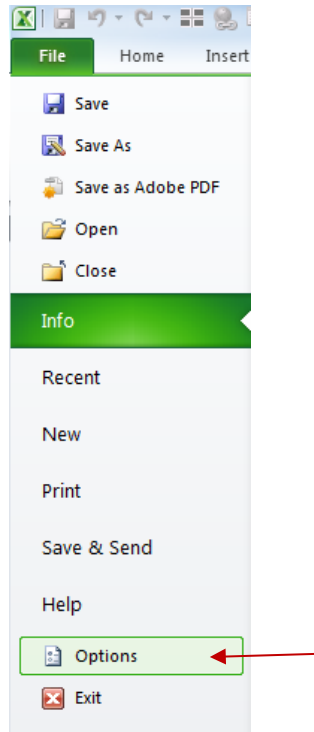 File Home Insert
Save
Save As
Save as Adobe PDF
Open
Close
Info
Recent
New
Print
Save & Send
Help
Options
Exit